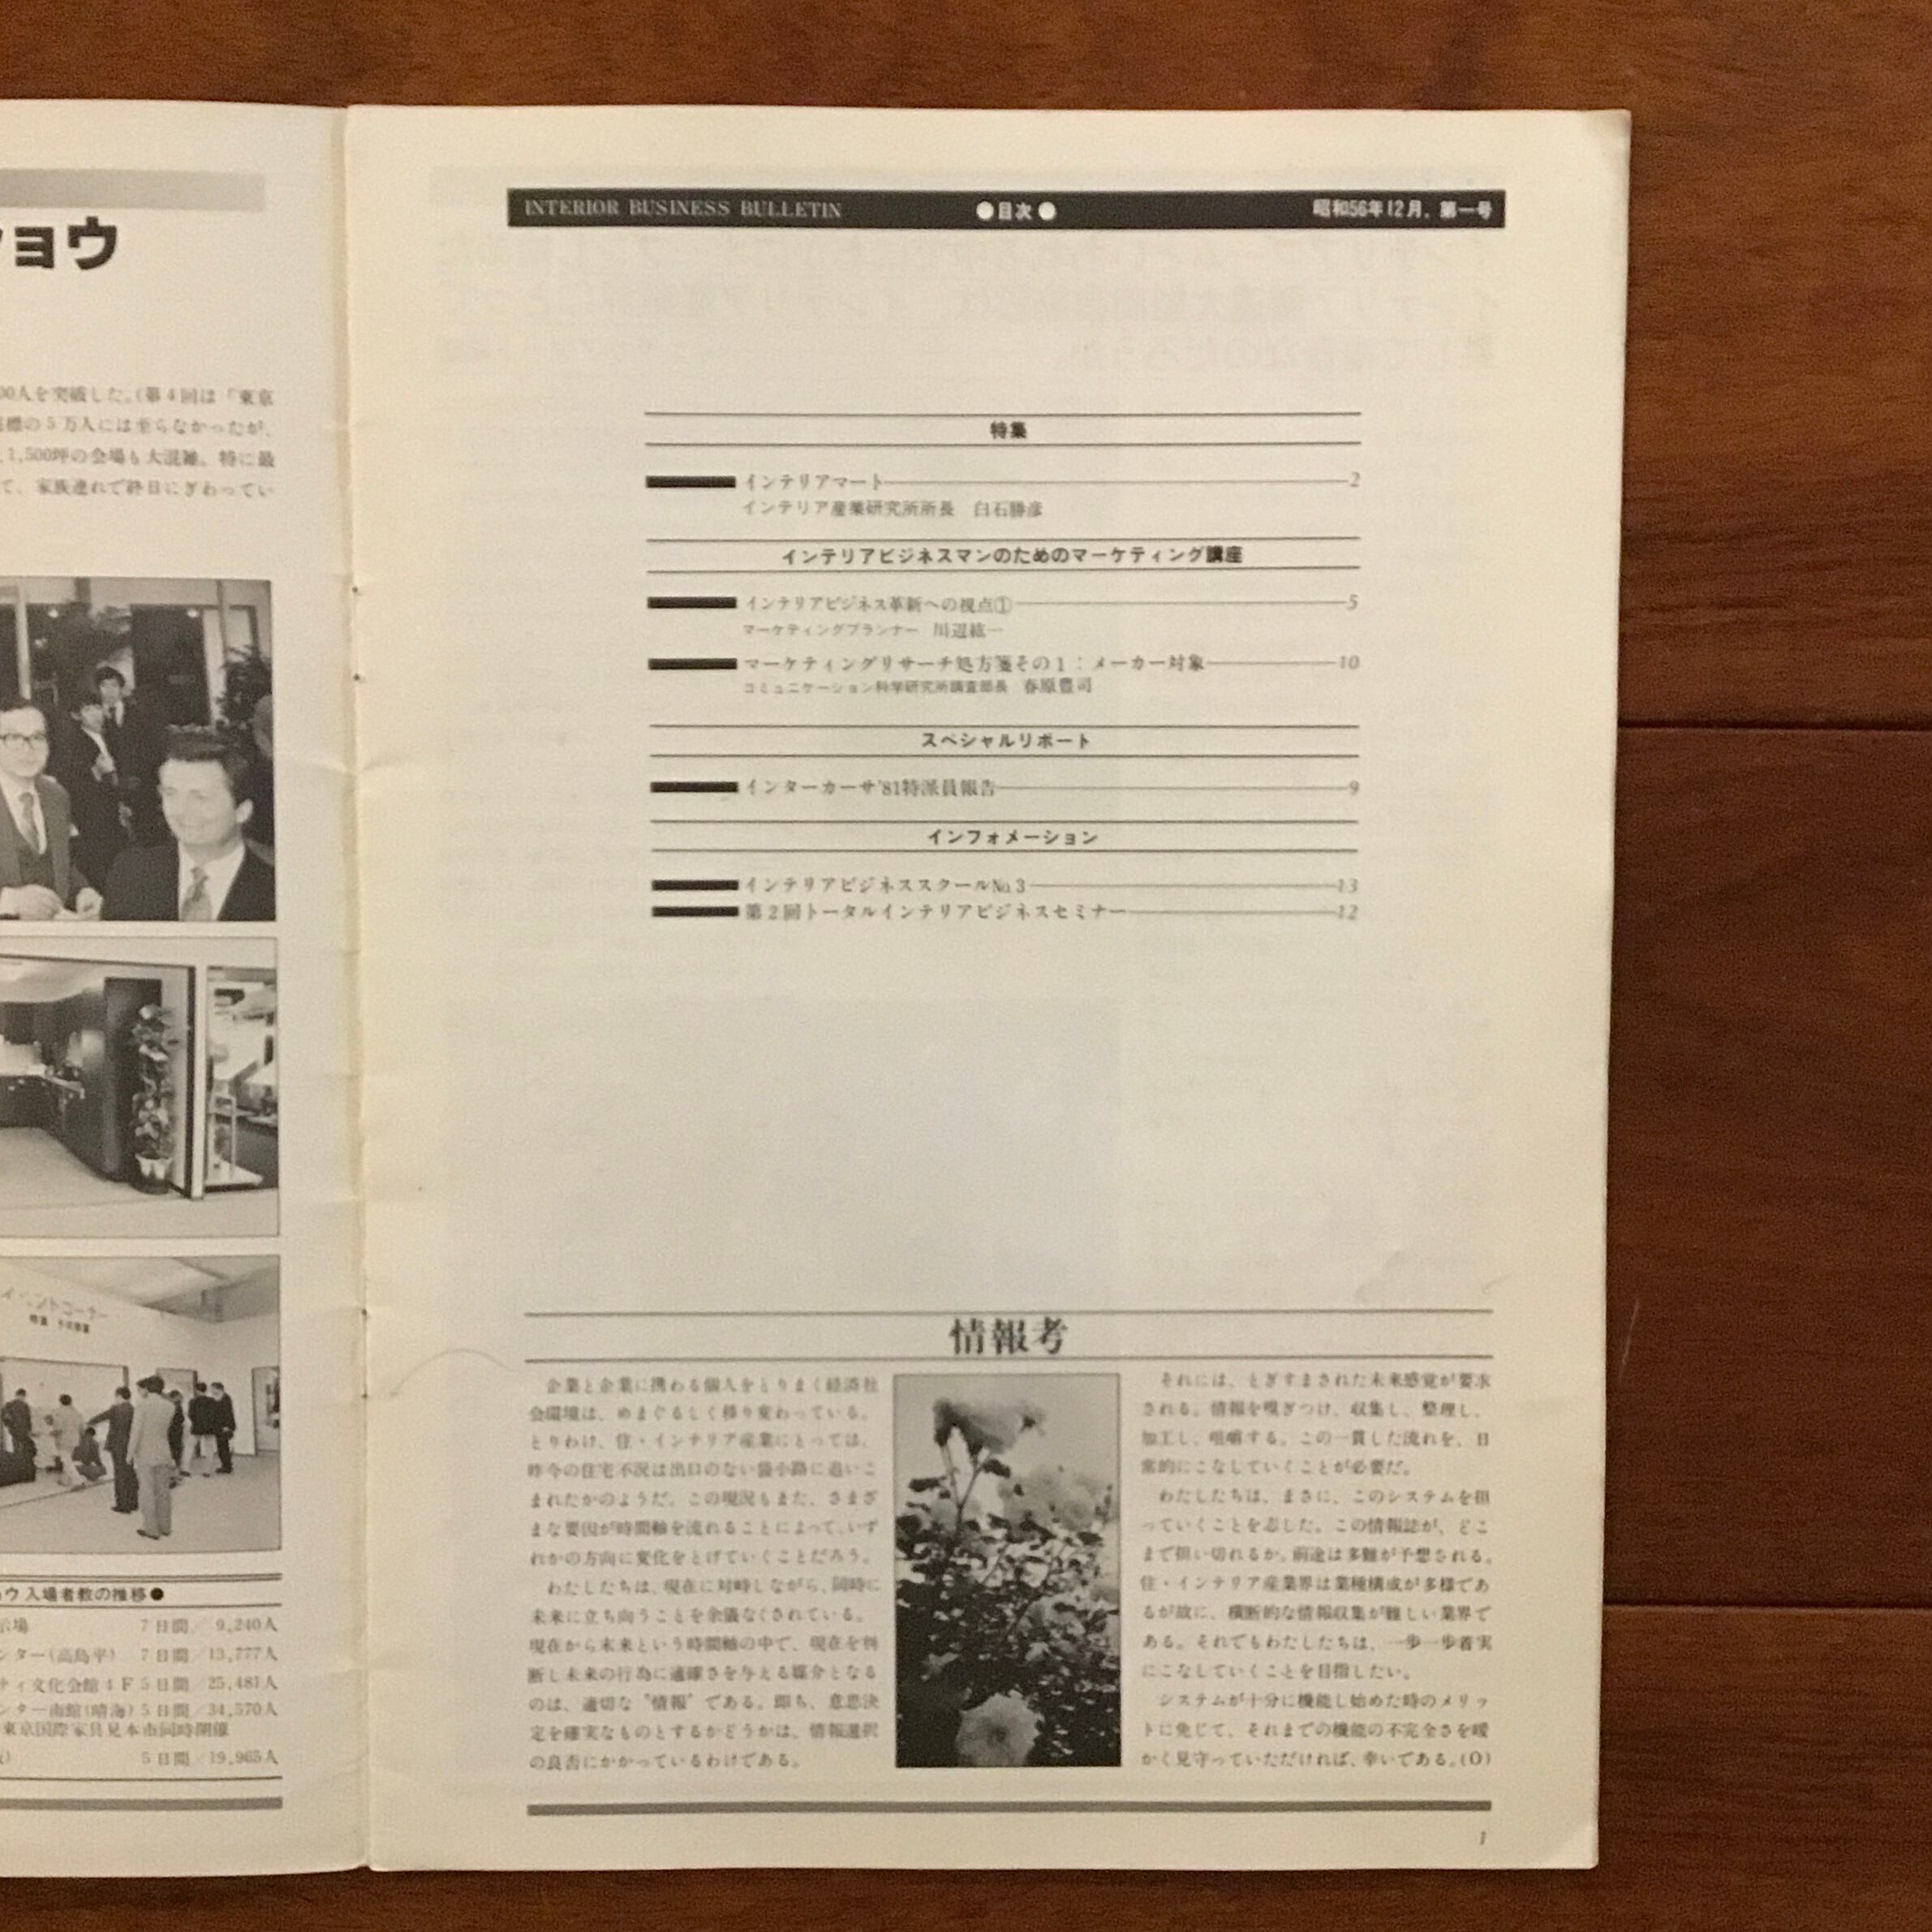 ョウ
00人を突破した。(第4回は「東京
標の5万人には至らなかったが、
1,500坪の会場も大混雑。特に最
て、家族連れで終日にぎわってい
イベントコーナー
ウ入場者数の推移●
示場 7日間／9,240人
ンター(高島平) 7日間／13,777人
ティ文化会館4F 5日間／25,481人
ンター南館(晴海) 5日間／34,570人
東京国際家具見本市同時開催
5日間／19,965人
INTERIOR BUSINESS BULLETIN ●目次● 昭和56年12月、第一号
特集
インテリアマート 2
インテリア産業研究所所長 白石勝彦
インテリアビジネスマンのためのマーケティング講座
インテリアビジネス革新への視点① 5
マーケティングプランナー 川辺紘一
マーケティングリサーチ処方箋その1：メーカー対象 10
コミュニケーション科学研究所調査部長 春原豊司
スペシャルリポート
インターカーサ'81特派員報告 9
インフォメーション
インテリアビジネススクールNo.3 13
第2回トータルインテリアビジネスセミナー 12
情報考
企業と企業に携わる個人をとりまく経済社
会環境は、めまぐるしく移り変わっている。
とりわけ、住・インテリア産業にとっては、
昨今の住宅不況は出口のない袋小路に追いこ
まれたかのようだ。この現況もまた、さまざ
まな要因が時間軸を流れることによって、いず
れかの方向に変化をとげていくことだろう。
わたしたちは、現在に対峙しながら、同時に
未来に立ち向うことを余儀なくされている。
現在から未来という時間軸の中で、現在を判
断し未来の行為に適確さを与える媒介となる
のは、適切な"情報"である。即ち、意思決
定を確実なものとするかどうかは、情報選択
の良否にかかっているわけである。
それには、とぎすまされた未来感覚が要求
される。情報を嗅ぎつけ、収集し、整理し、
加工し、咀嚼する。この一貫した流れを、日
常的にこなしていくことが必要だ。
わたしたちは、まさに、このシステムを担
っていくことを志した。この情報誌が、どこ
まで担い切れるか。前途は多難が予想される。
住・インテリア産業界は業種構成が多様であ
るが故に、横断的な情報収集が難しい業界で
ある。それでもわたしたちは、一歩一歩着実
にこなしていくことを目指したい。
システムが十分に機能し始めた時のメリッ
トに免じて、それまでの機能の不完全さを暖
かく見守っていただければ、幸いである。(O)
1